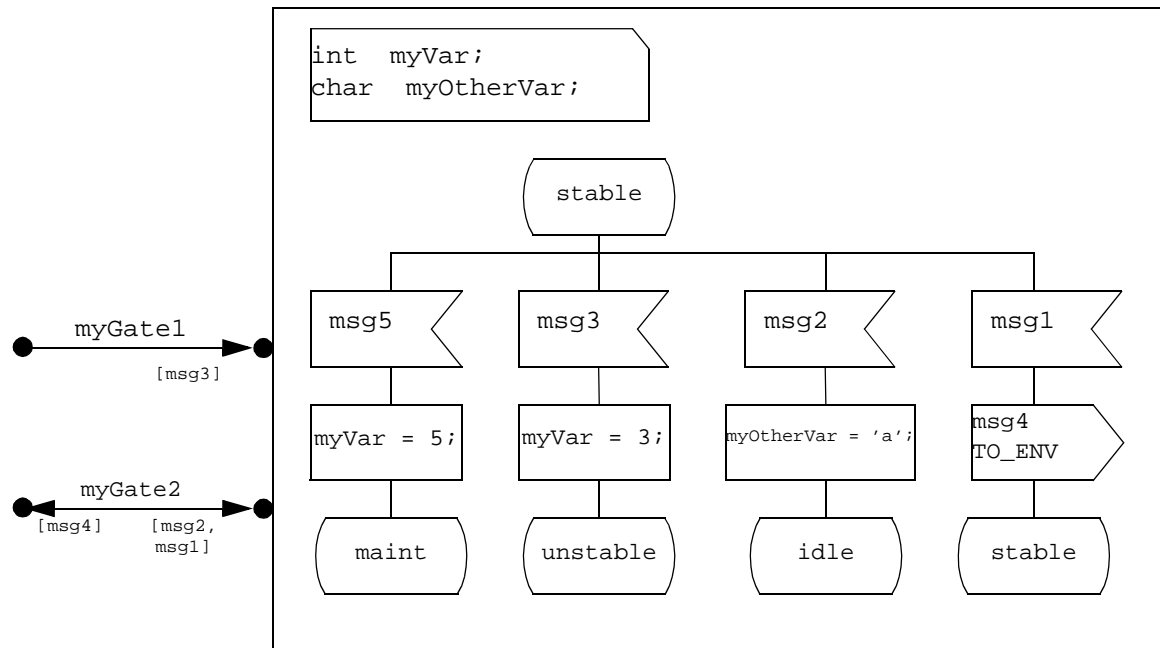 int  myVar;
char  myOtherVar;
stable
msg5
msg3
msg2
msg1
myGate1
[msg3]
myVar = 5;
myVar = 3;
myOtherVar = 'a';
msg4
TO_ENV
myGate2
[msg4]
[msg2,
msg1]
maint
unstable
idle
stable